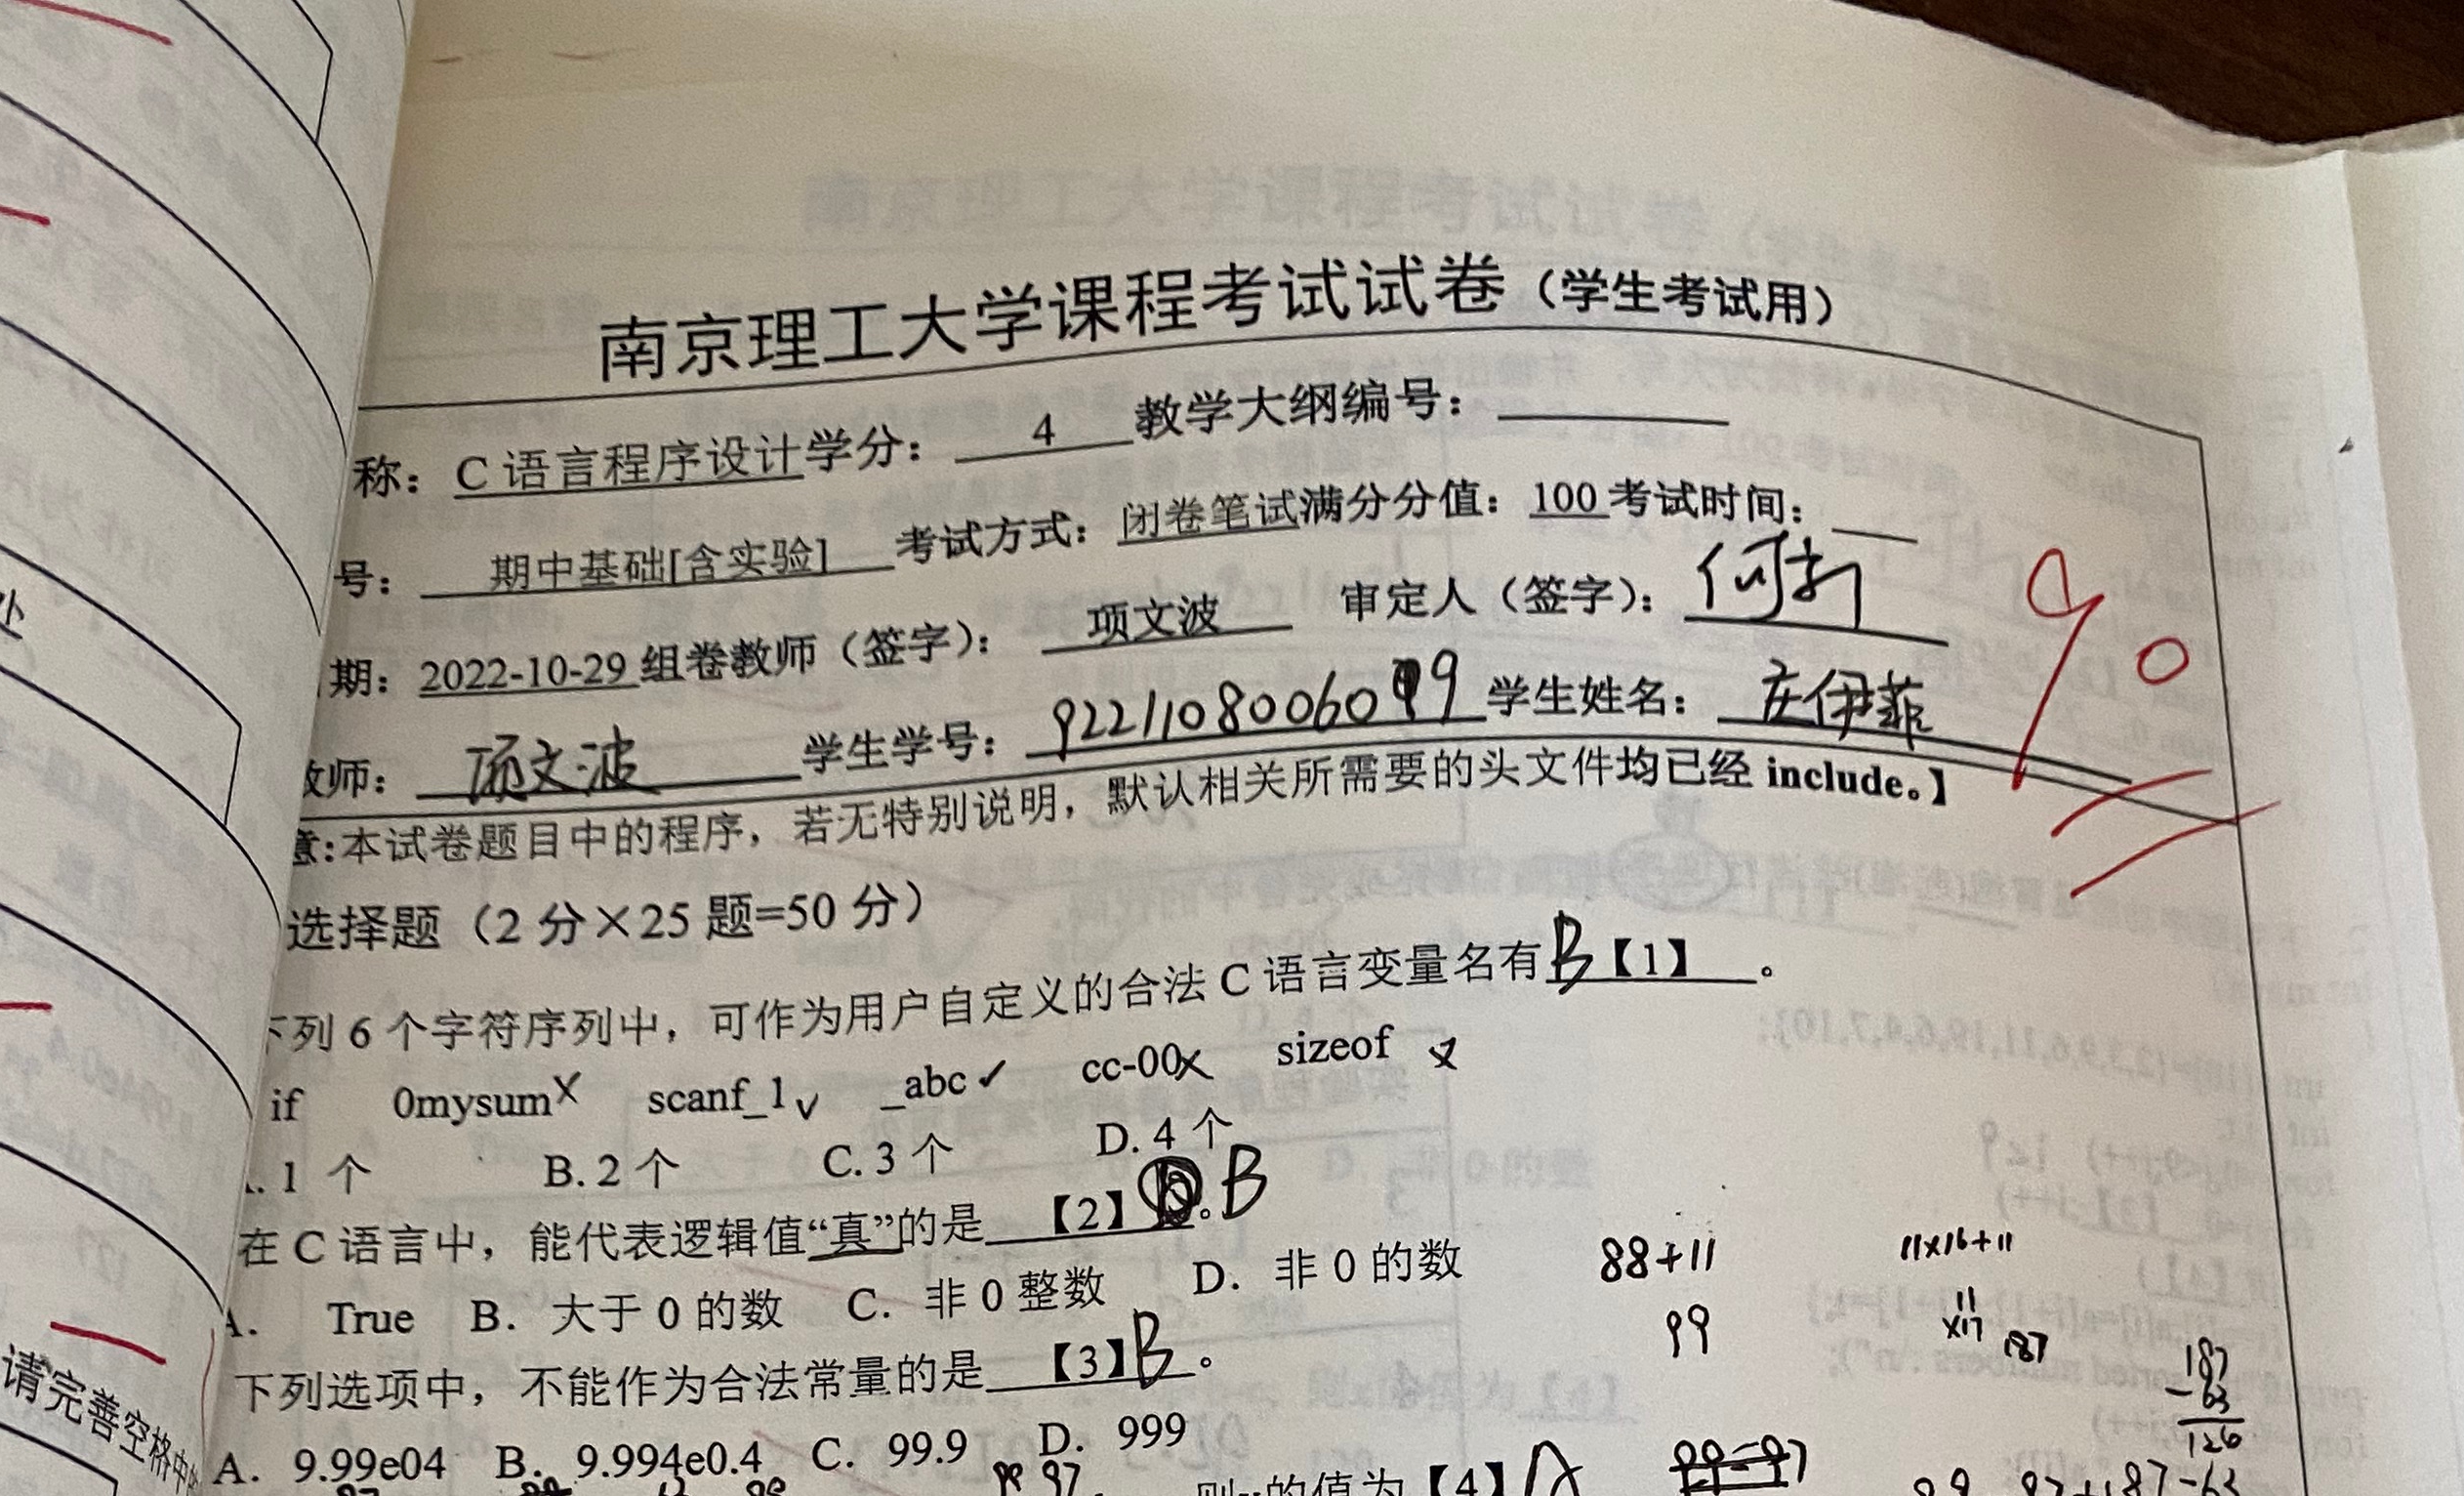 南京理工大学课程考试试卷（学生考试用）
称：C 语言程序设计学分：4 教学大纲编号：
号：期中基础[含实验] 考试方式：闭卷笔试满分分值：100 考试时间：
期：2022-10-29 组卷教师（签字）：项文波 审定人（签字）：
90
教师：项文波 学生学号：学生姓名：庄伊菲
意:本试卷题目中的程序，若无特别说明，默认相关所需要的头文件均已经 include。】
选择题（2 分×25 题=50 分）
下列 6 个字符序列中，可作为用户自定义的合法 C 语言变量名有 B【1】。
if 0mysum× scanf_1√ _abc✓ cc-00× sizeof ×
. 1 个 B. 2 个 C. 3 个 D. 4 个
在 C 语言中，能代表逻辑值“真”的是【2】。B
A. True B. 大于 0 的数 C. 非 0 整数 D. 非 0 的数
88+11
11×16+11
99
11
×17
187
下列选项中，不能作为合法常量的是【3】B。
187
-63
126
A. 9.99e04 B. 9.994e0.4 C. 99.9 D. 999
的值为【4】A
请完善空格中
处